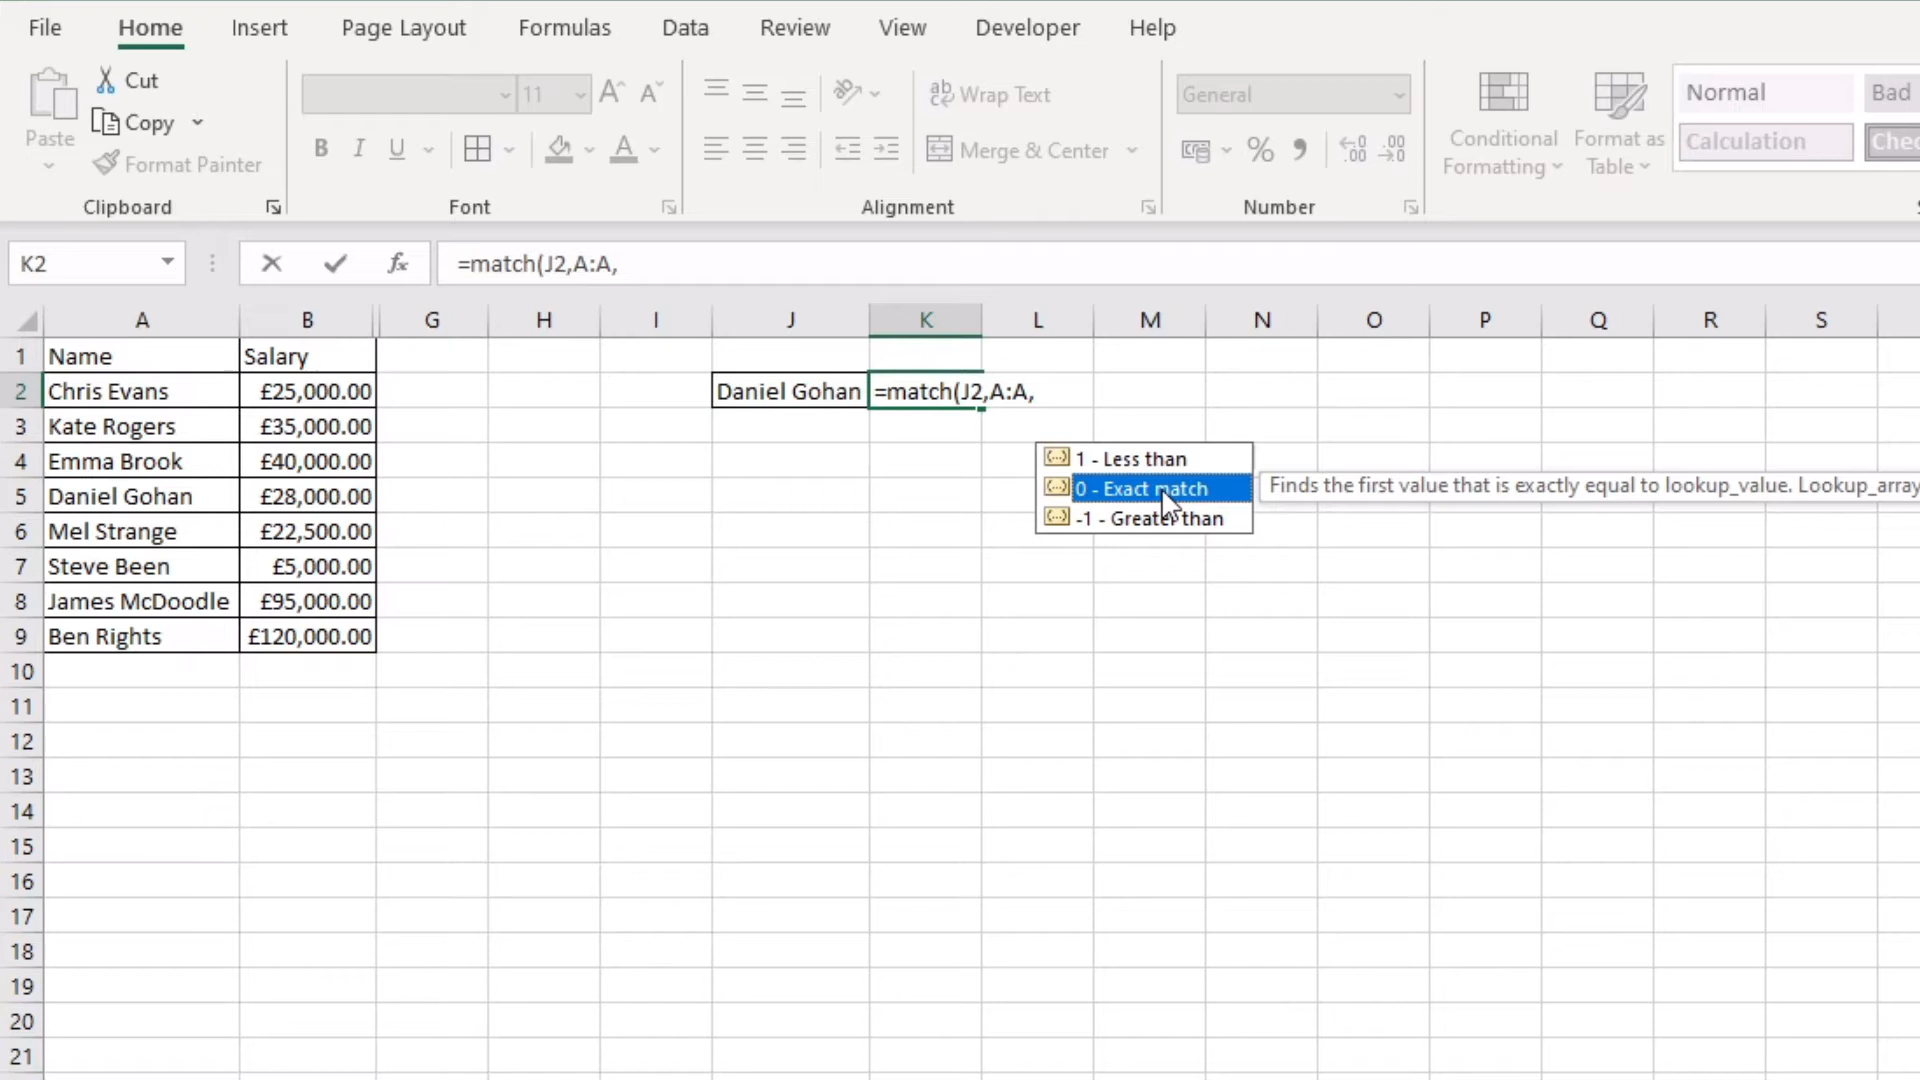 File Home Insert Page Layout Formulas Data Review View Developer Help
Cut
Copy
Format Painter
Paste
Clipboard
11
A A
B I U A
Font
ab Wrap Text
Merge & Center
Alignment
General
% , .00 .00
Number
Conditional Formatting
Format as Table
Normal Bad
Calculation
K2 fx =match(J2,A:A,
A B G H I J K L M N O P Q R S
1 Name Salary
2 Chris Evans £25,000.00 Daniel Gohan =match(J2,A:A,
3 Kate Rogers £35,000.00
4 Emma Brook £40,000.00
1 - Less than
0 - Exact match Finds the first value that is exactly equal to lookup_value. Lookup_array
-1 - Greater than
5 Daniel Gohan £28,000.00
6 Mel Strange £22,500.00
7 Steve Been £5,000.00
8 James McDoodle £95,000.00
9 Ben Rights £120,000.00
10
11
12
13
14
15
16
17
18
19
20
21